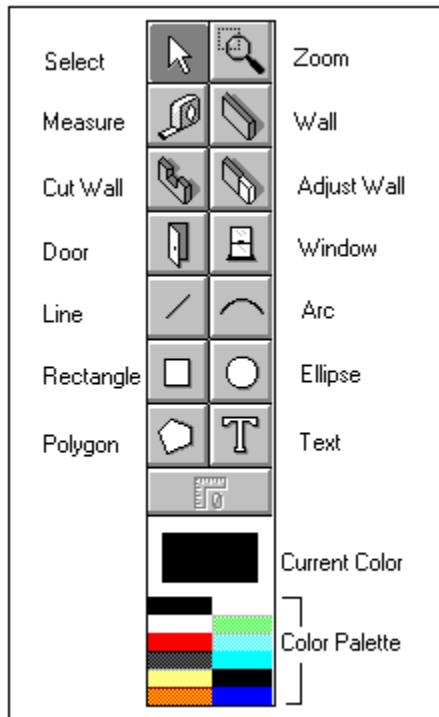 Select Zoom
Measure Wall
Cut Wall Adjust Wall
Door Window
Line Arc
Rectangle Ellipse
Polygon T Text
0
Current Color
Color Palette